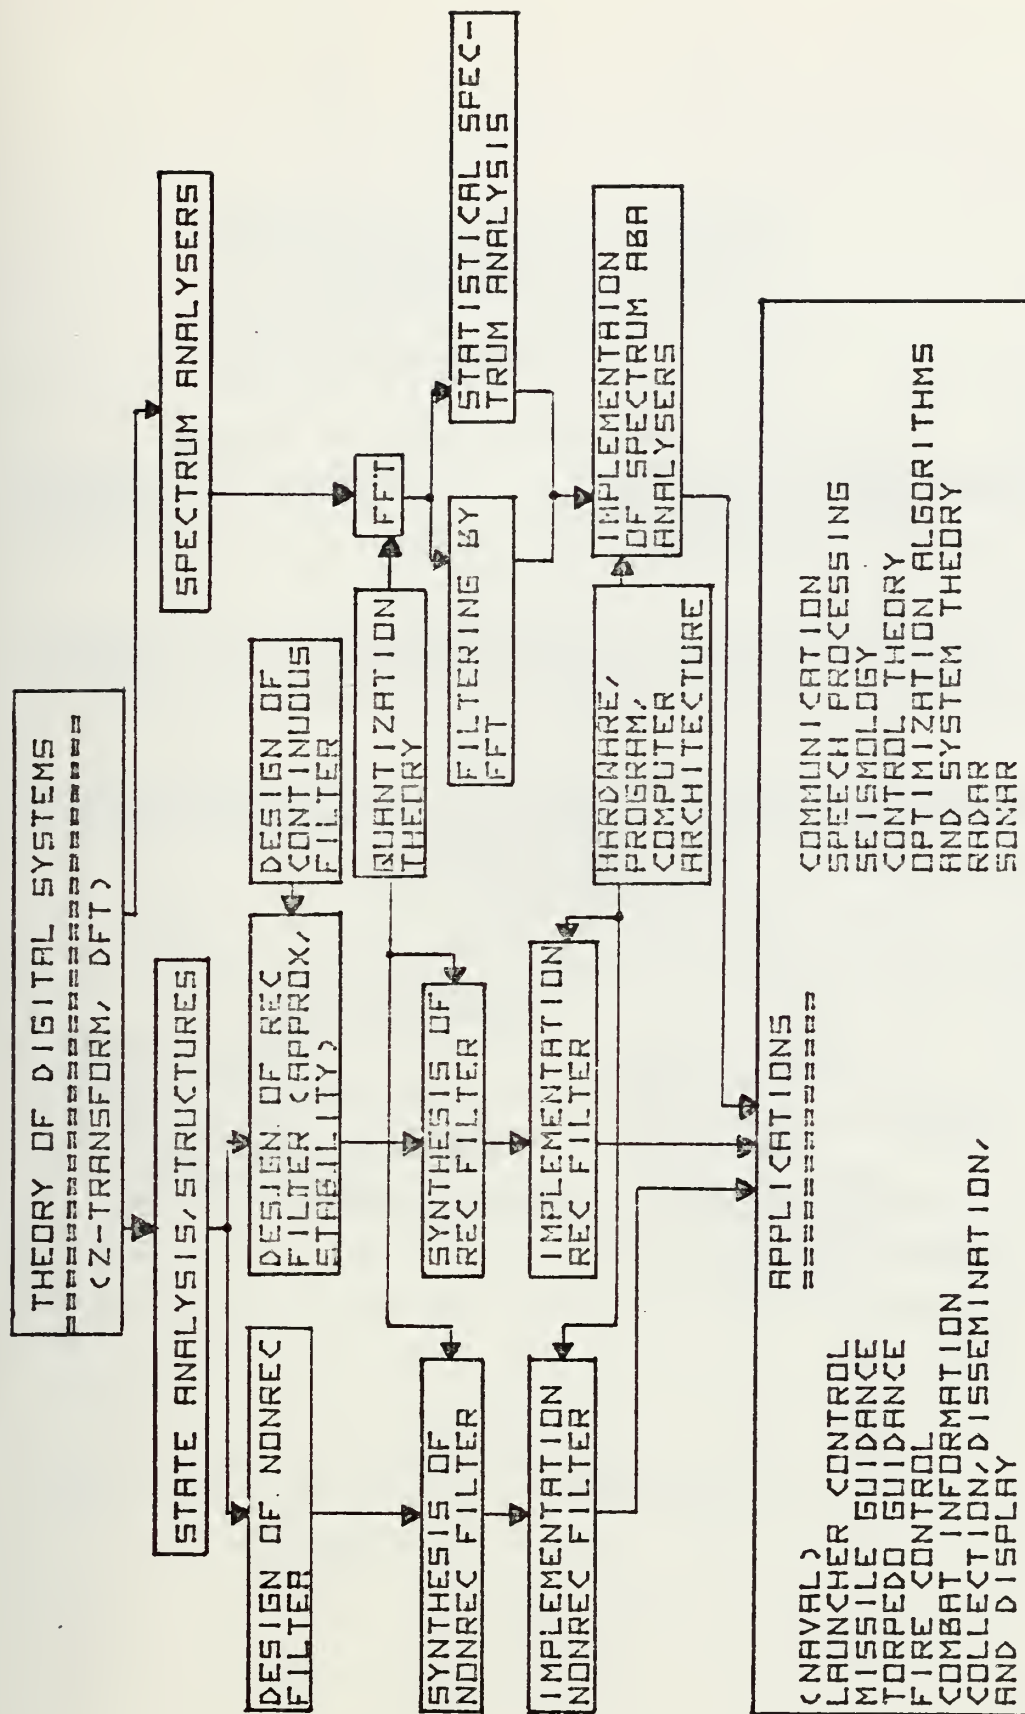 THEORY OF DIGITAL SYSTEMS
============================
(Z-TRANSFORM, DFT)
STATE ANALYSIS,STRUCTURES
SPECTRUM ANALYSERS
DESIGN OF. NONREC
FILTER
DESIGN. OF REC
FILTER (APPROX,
STABILITY)
DESIGN OF
CONTINUOUS
FILTER
QUANTIZATION
THEORY
FFT
SYNTHESIS OF
NONREC FILTER
SYNTHESIS OF
REC FILTER
FILTERING BY
FFT
STATISTICAL SPEC-
TRUM ANALYSIS
IMPLEMENTATION
NONREC FILTER
IMPLEMENTATION
REC FILTER
HARDWARE,
PROGRAM,
COMPUTER
ARCHITECTURE
IMPLEMENTAION
OF SPECTRUM ABA
ANALYSERS
APPLICATIONS
============
(NAVAL)
LAUNCHER CONTROL
MISSILE GUIDANCE
TORPEDO GUIDANCE
FIRE CONTROL
COMBAT INFORMATION
COLLECTION,DISSEMINATION,
AND DISPLAY
COMMUNICATION
SPEECH PROCESSING
SEISMOLOGY
CONTROL THEORY
OPTIMIZATION ALGORITHMS
AND SYSTEM THEORY
RADAR
SONAR